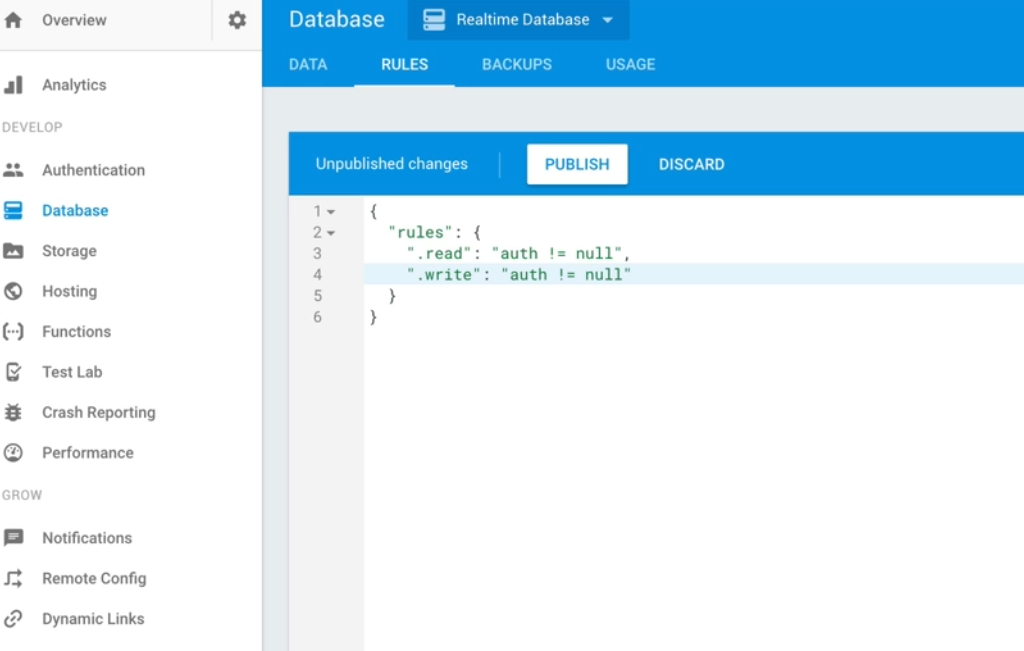 Overview
Analytics
DEVELOP
Authentication
Database
Storage
Hosting
Functions
Test Lab
Crash Reporting
Performance
GROW
Notifications
Remote Config
Dynamic Links
Database Realtime Database
DATA RULES BACKUPS USAGE
Unpublished changes PUBLISH DISCARD
1 {
2 "rules": {
3 ".read": "auth != null",
4 ".write": "auth != null"
5 }
6 }